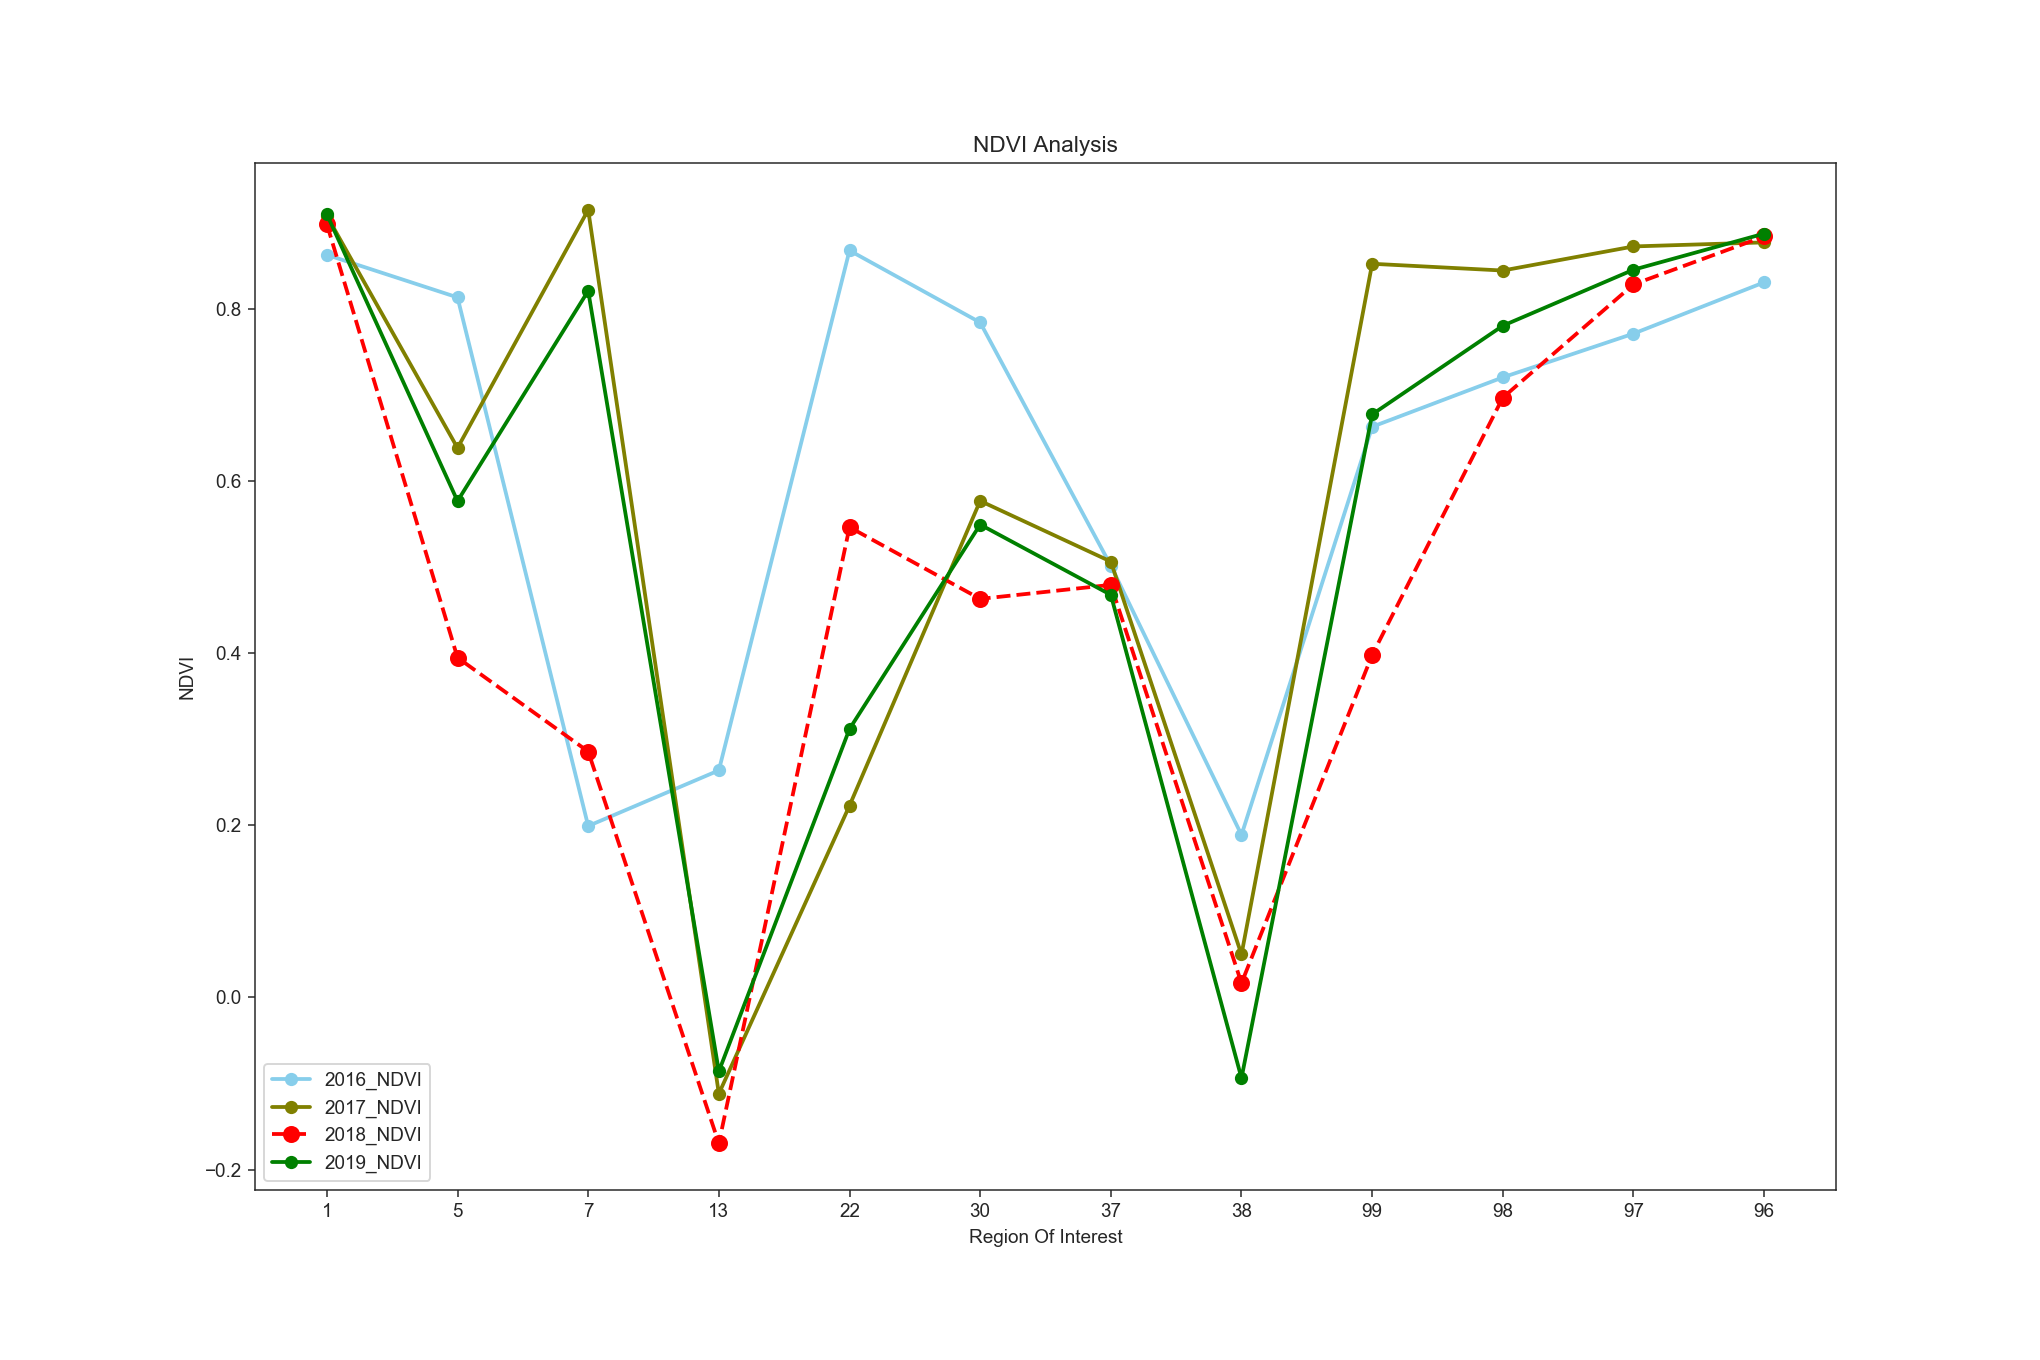 NDVI Analysis
NDVI
0.8
0.6
0.4
0.2
0.0
−0.2
2016_NDVI
2017_NDVI
2018_NDVI
2019_NDVI
1 5 7 13 22 30 37 38 99 98 97 96
Region Of Interest